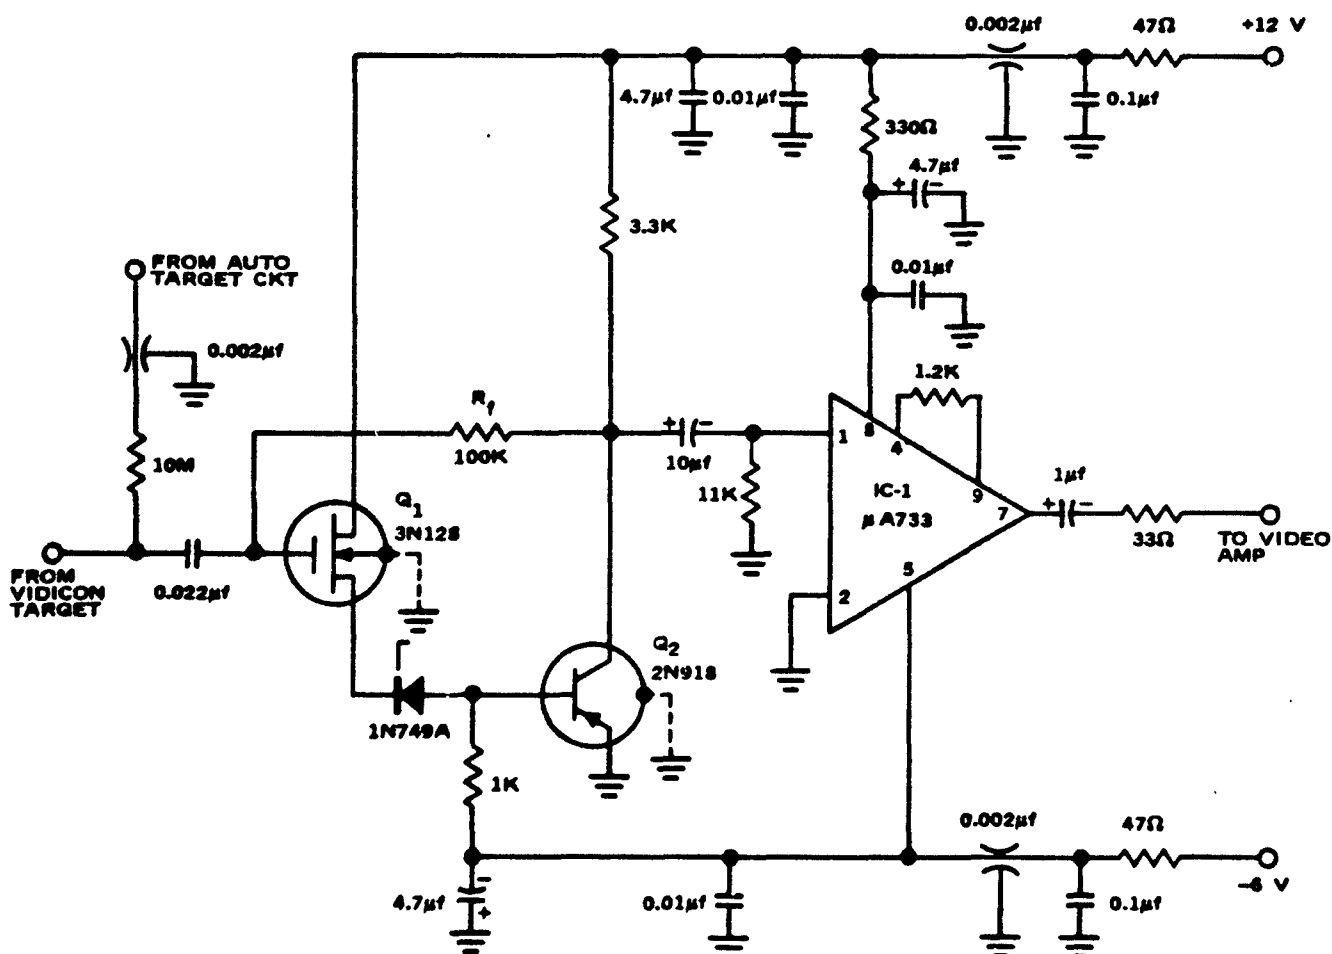 0.002µf
47Ω
+12 V
4.7µf
0.01µf
0.1µf
330Ω
4.7µf
+ −
3.3K
FROM AUTO
TARGET CKT
0.01µf
0.002µf
1.2K
Rf
+ −
1
8
4
100K
10µf
10M
11K
IC-1
µA733
9
7
1µf
+ −
Q1
3N128
33Ω
TO VIDEO
AMP
FROM
VIDICON
TARGET
0.022µf
5
2
Q2
2N918
1N749A
1K
0.002µf
47Ω
−6 V
−
4.7µf
+
0.01µf
0.1µf